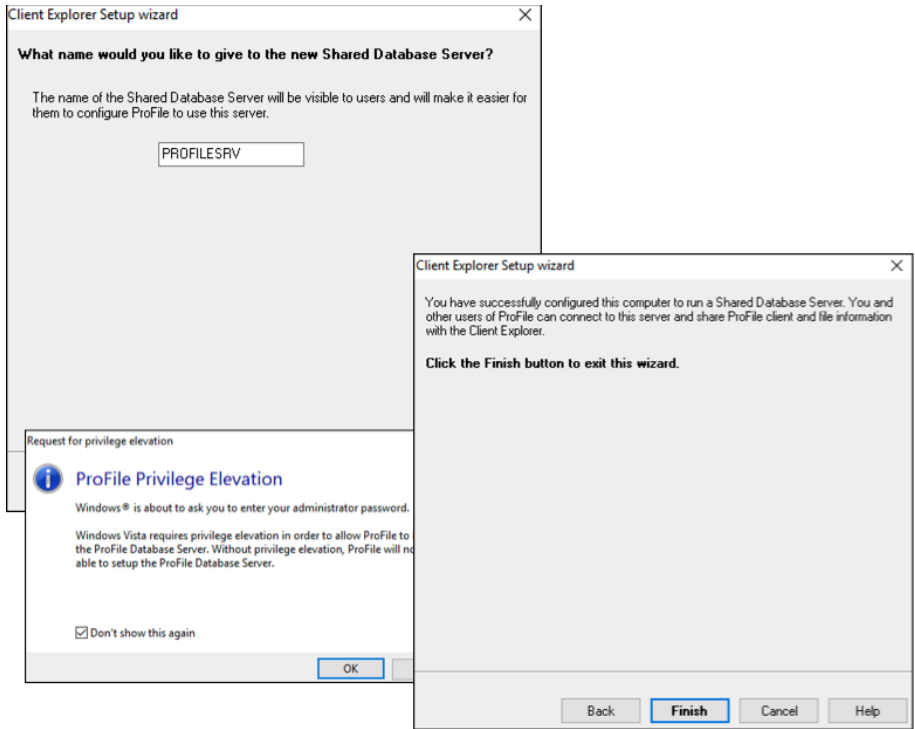 Client Explorer Setup wizard
What name would you like to give to the new Shared Database Server?
The name of the Shared Database Server will be visible to users and will make it easier for
them to configure ProFile to use this server.
PROFILESRV
Request for privilege elevation
ProFile Privilege Elevation
Windows® is about to ask you to enter your administrator password.
Windows Vista requires privilege elevation in order to allow ProFile to
the ProFile Database Server. Without privilege elevation, ProFile will
able to setup the ProFile Database Server.
Don't show this again
OK
Client Explorer Setup wizard
You have successfully configured this computer to run a Shared Database Server. You and
other users of ProFile can connect to this server and share ProFile client and file information
with the Client Explorer.
Click the Finish button to exit this wizard.
Back Finish Cancel Help